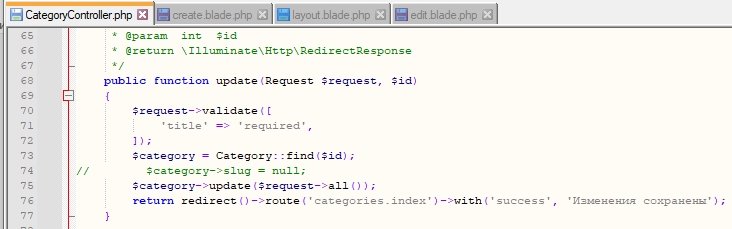 CategoryController.php create.blade.php layout.blade.php edit.blade.php
65 * @param int $id
66 * @return \Illuminate\Http\RedirectResponse
67 */
68 public function update(Request $request, $id)
69 {
70 $request->validate([
71 'title' => 'required',
72 ]);
73 $category = Category::find($id);
74 // $category->slug = null;
75 $category->update($request->all());
76 return redirect()->route('categories.index')->with('success', 'Изменения сохранены');
77 }